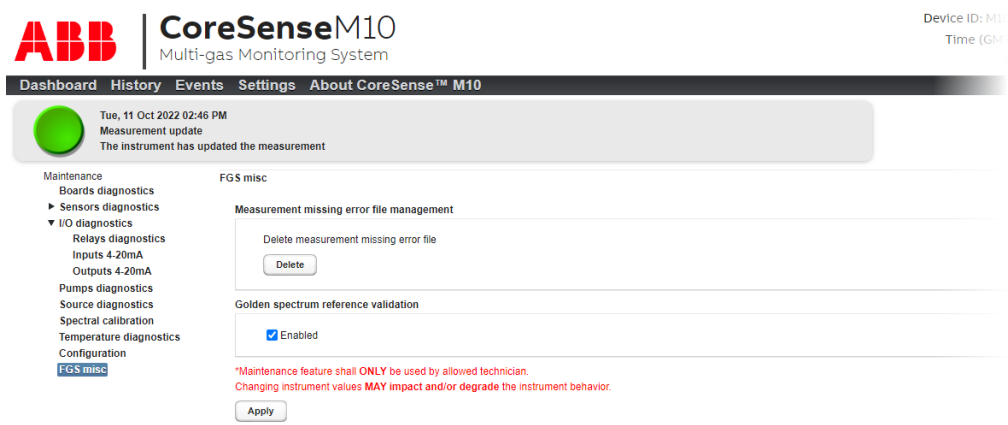 ABB
CoreSense M10
Multi-gas Monitoring System
Device ID:
Time
Dashboard History Events Settings About CoreSense™ M10
Tue, 11 Oct 2022 02:46 PM
Measurement update
The instrument has updated the measurement
Maintenance
Boards diagnostics
Sensors diagnostics
I/O diagnostics
Relays diagnostics
Inputs 4-20mA
Outputs 4-20mA
Pumps diagnostics
Source diagnostics
Spectral calibration
Temperature diagnostics
Configuration
FGS misc
FGS misc
Measurement missing error file management
Delete measurement missing error file
Delete
Golden spectrum reference validation
Enabled
*Maintenance feature shall ONLY be used by allowed technician.
Changing instrument values MAY impact and/or degrade the instrument behavior.
Apply